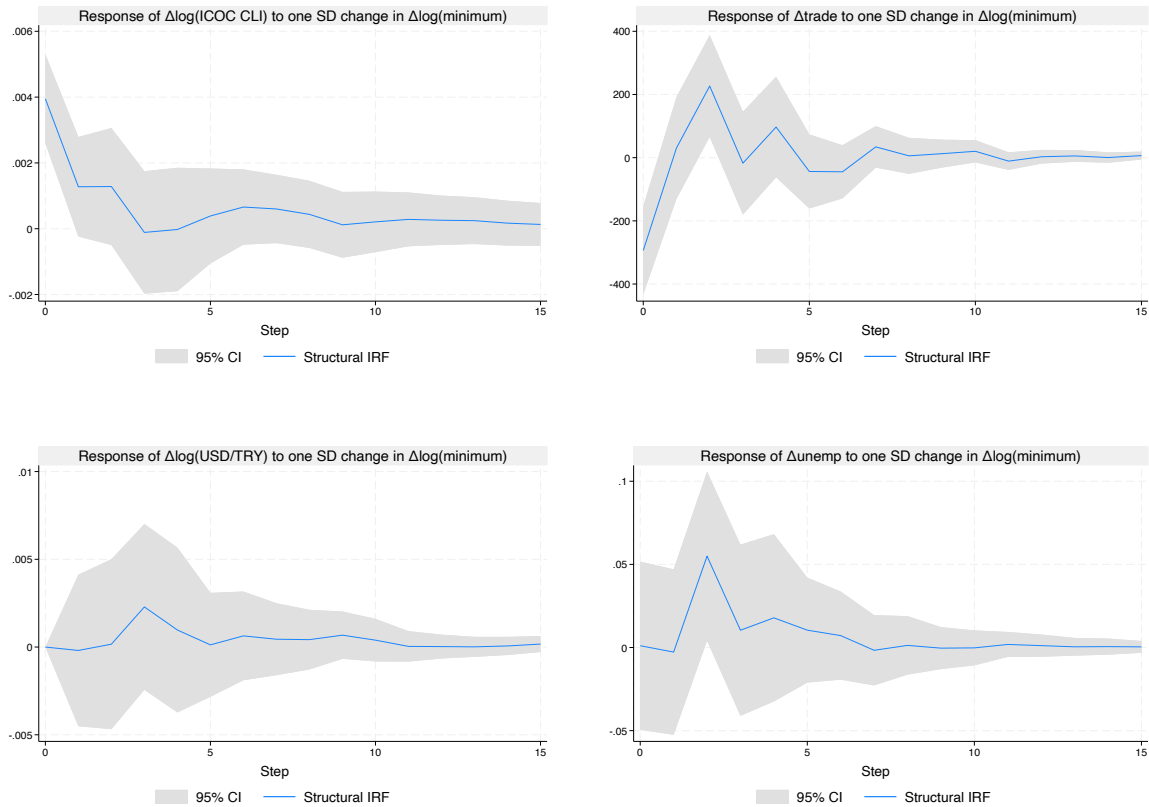 Response of Δlog(ICOC CLI) to one SD change in Δlog(minimum)
.006
.004
.002
0
-.002
0
5
10
15
Step
95% CI
Structural IRF
Response of Δtrade to one SD change in Δlog(minimum)
400
200
0
-200
-400
0
5
10
15
Step
95% CI
Structural IRF
Response of Δlog(USD/TRY) to one SD change in Δlog(minimum)
.01
.005
0
-.005
0
5
10
15
Step
95% CI
Structural IRF
Response of Δunemp to one SD change in Δlog(minimum)
.1
.05
0
-.05
0
5
10
15
Step
95% CI
Structural IRF